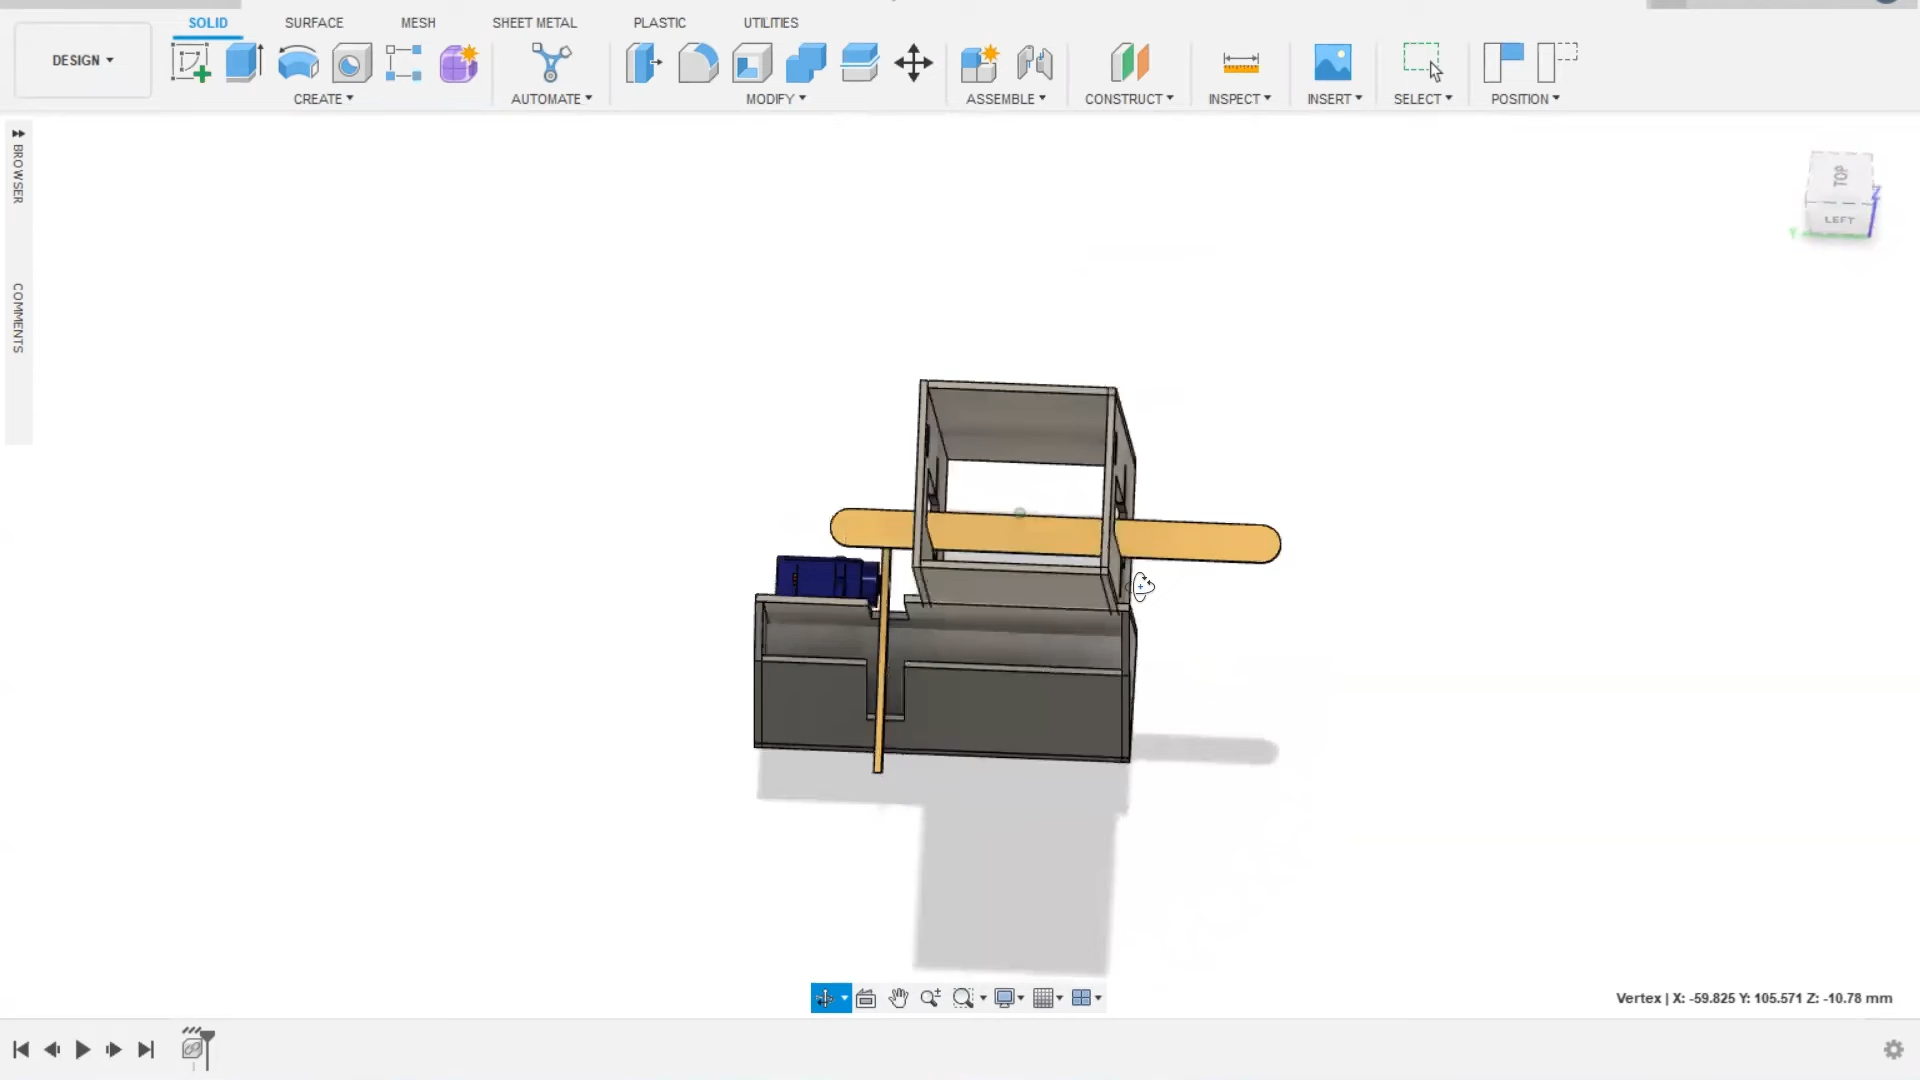 SOLID SURFACE MESH SHEET METAL PLASTIC UTILITIES
DESIGN
CREATE AUTOMATE MODIFY ASSEMBLE CONSTRUCT INSPECT INSERT SELECT POSITION
BROWSER
COMMENTS
TOP
LEFT
Z
Y
Vertex | X: -59.825 Y: 105.571 Z: -10.78 mm